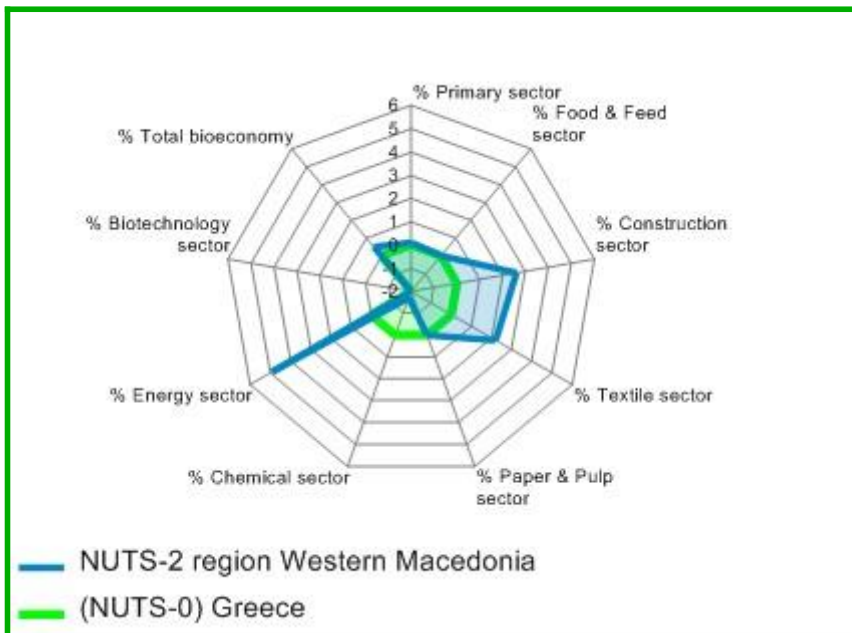 % Primary sector
% Food & Feed
sector
% Total bioeconomy
% Biotechnology
sector
% Construction
sector
6
5
4
3
2
1
0
-1
-2
% Energy sector
% Textile sector
% Chemical sector
% Paper & Pulp
sector
NUTS-2 region Western Macedonia
(NUTS-0) Greece